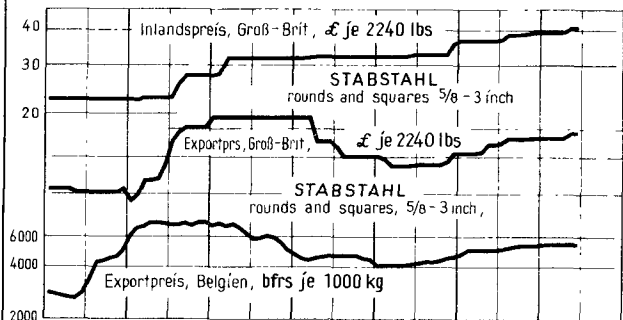 40
Inlandspreis, Groß-Brit, £ je 2240 lbs
30
STABSTAHL
rounds and squares 5/8 - 3 inch
20
Exportprs, Groß-Brit, £ je 2240 lbs
STABSTAHL
rounds and squares, 5/8 - 3 inch,
6000
4000
Exportpreis, Belgien, bfrs je 1000 kg
2000